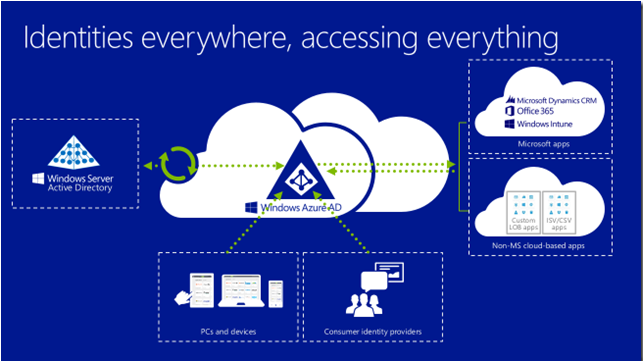 Identities everywhere, accessing everything
Microsoft Dynamics CRM
Office 365
Windows Intune
Microsoft apps
Windows Server
Active Directory
Windows Azure AD
Custom
LOB apps
ISV/CSV
apps
Non-MS cloud-based apps
PCs and devices
Consumer identity providers